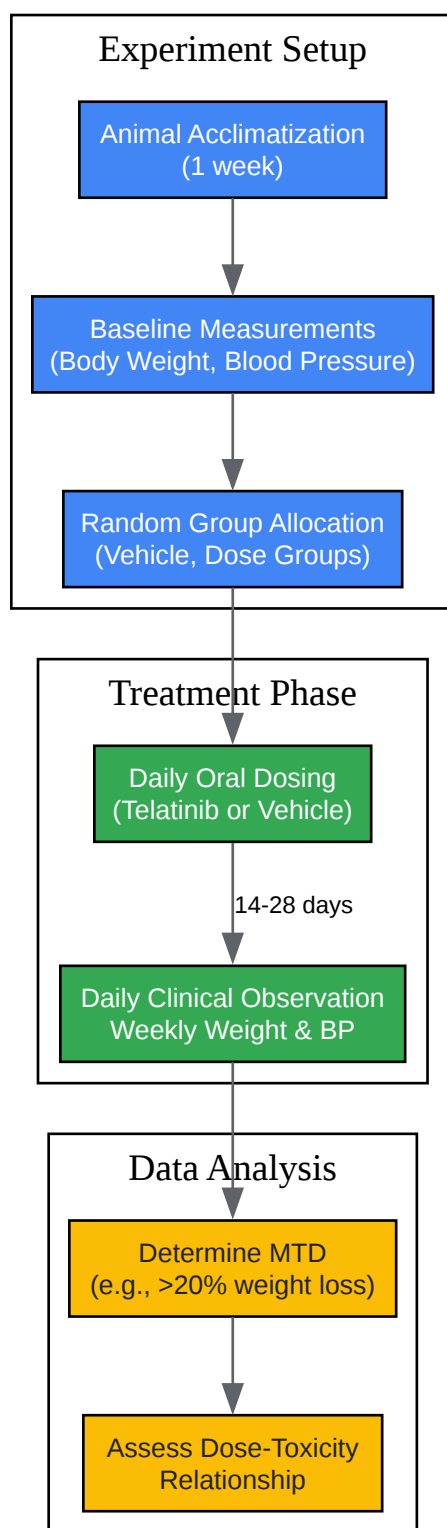 Experiment Setup
Animal Acclimatization
(1 week)
Baseline Measurements
(Body Weight, Blood Pressure)
Random Group Allocation
(Vehicle, Dose Groups)
Treatment Phase
Daily Oral Dosing
(Telatinib or Vehicle)
14-28 days
Daily Clinical Observation
Weekly Weight & BP
Data Analysis
Determine MTD
(e.g., >20% weight loss)
Assess Dose-Toxicity
Relationship